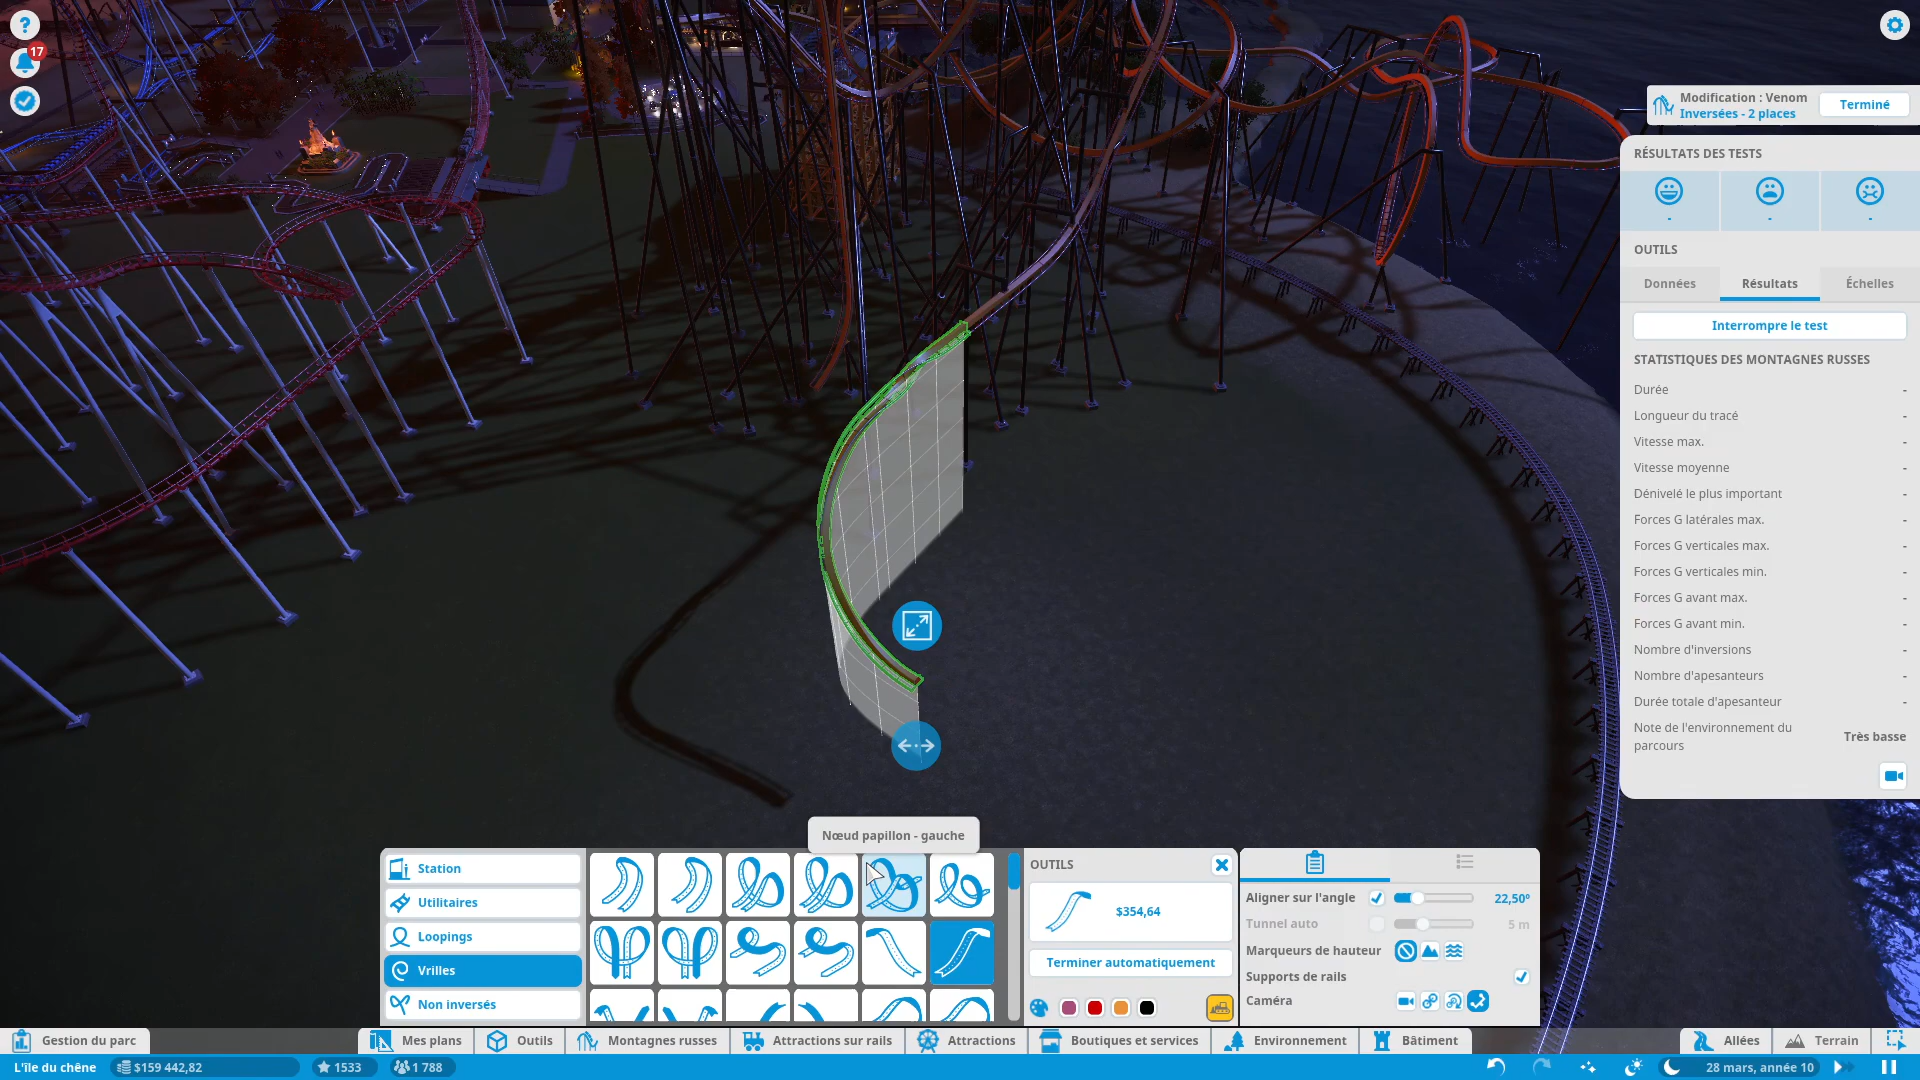 ?
17
Modification : Venom
Inversées - 2 places
Terminé
RÉSULTATS DES TESTS
-
-
-
OUTILS
Données
Résultats
Échelles
Interrompre le test
STATISTIQUES DES MONTAGNES RUSSES
Durée -
Longueur du tracé -
Vitesse max. -
Vitesse moyenne -
Dénivelé le plus important -
Forces G latérales max. -
Forces G verticales max. -
Forces G verticales min. -
Forces G avant max. -
Forces G avant min. -
Nombre d'inversions -
Nombre d'apesanteurs -
Durée totale d'apesanteur -
Note de l'environnement du
parcours
Très basse
Nœud papillon - gauche
Station
Utilitaires
Loopings
Vrilles
Non inversés
OUTILS
$354,64
Terminer automatiquement
Aligner sur l'angle
22,50°
Tunnel auto
5 m
Marqueurs de hauteur
Supports de rails
Caméra
Gestion du parc
Mes plans
Outils
Montagnes russes
Attractions sur rails
Attractions
Boutiques et services
Environnement
Bâtiment
Allées
Terrain
L'île du chêne
$159 442,82
1533
1 788
28 mars, année 10